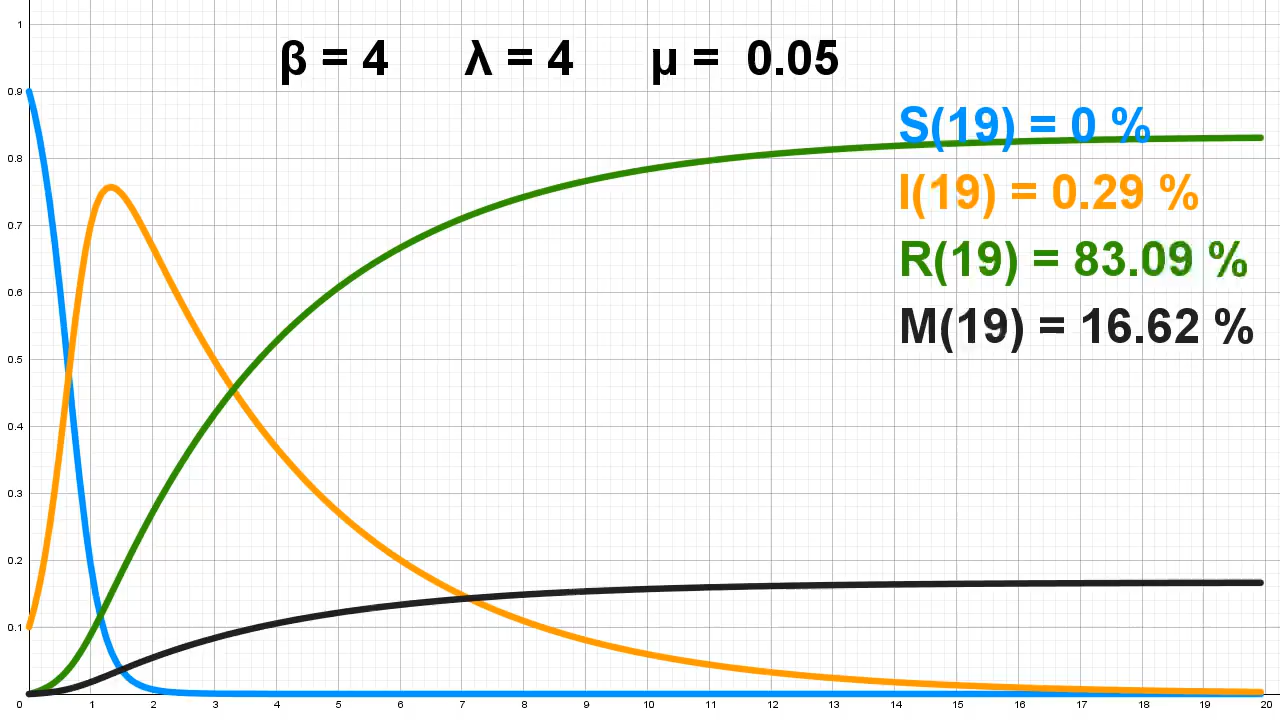 β = 4 λ = 4 μ = 0.05
S(19) = 0 %
I(19) = 0.29 %
R(19) = 83.09 %
M(19) = 16.62 %
1
0.9
0.8
0.7
0.6
0.5
0.4
0.3
0.2
0.1
0 1 2 3 4 5 6 7 8 9 10 11 12 13 14 15 16 17 18 19 20